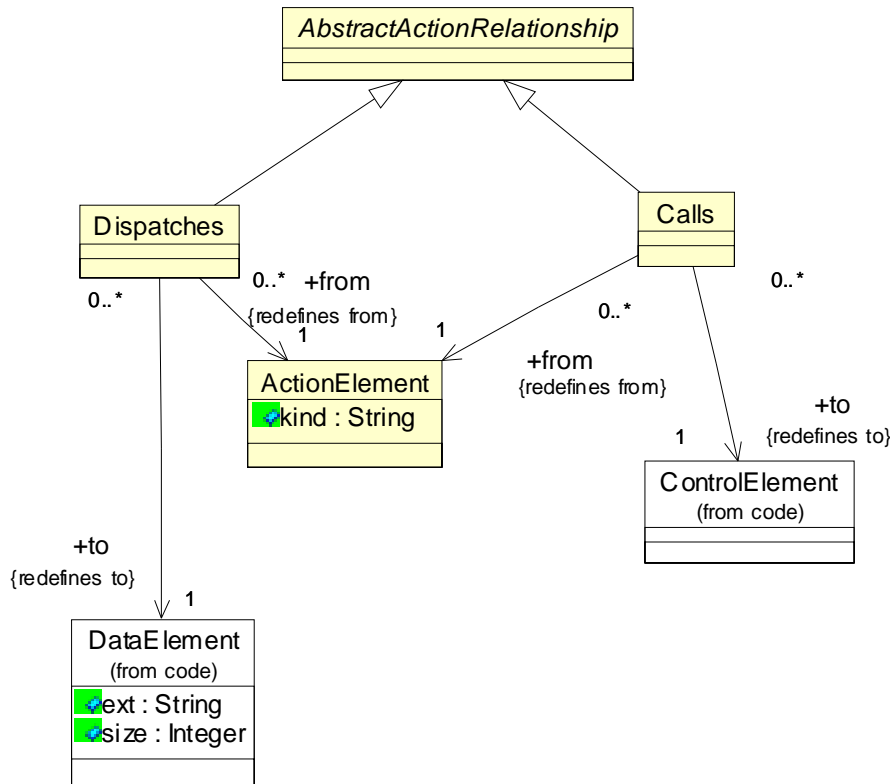 AbstractActionRelationship
Dispatches
Calls
0..*
0..*
+from
{redefines from}
1
0..*
0..*
1
+from
{redefines from}
ActionElement
kind : String
+to
{redefines to}
1
ControlElement
(from code)
+to
{redefines to}
1
DataElement
(from code)
ext : String
size : Integer